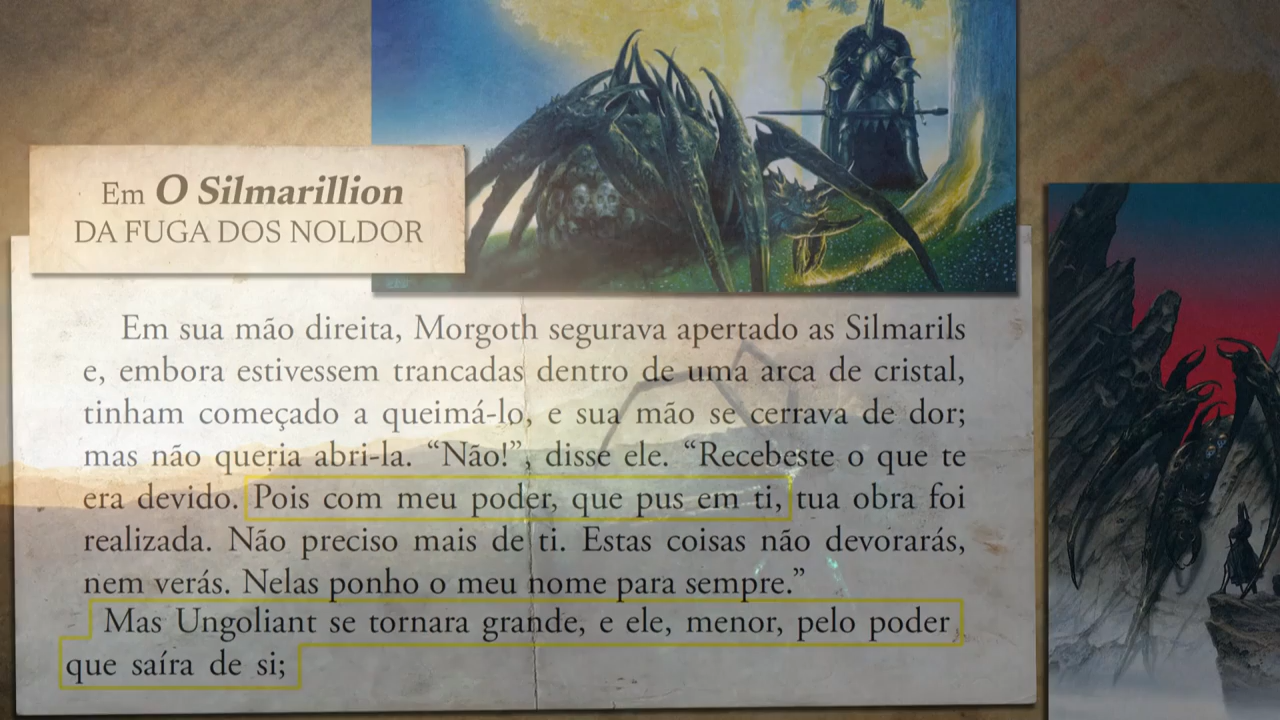 Em O Silmarillion
DA FUGA DOS NOLDOR
Em sua mão direita, Morgoth segurava apertado as Silmarils
e, embora estivessem trancadas dentro de uma arca de cristal,
tinham começado a queimá-lo, e sua mão se cerrava de dor;
mas não queria abri-la. “Não!”, disse ele. “Recebeste o que te
era devido. Pois com meu poder, que pus em ti, tua obra foi
realizada. Não preciso mais de ti. Estas coisas não devorarás,
nem verás. Nelas ponho o meu nome para sempre.”
Mas Ungoliant se tornara grande, e ele, menor, pelo poder
que saíra de si;